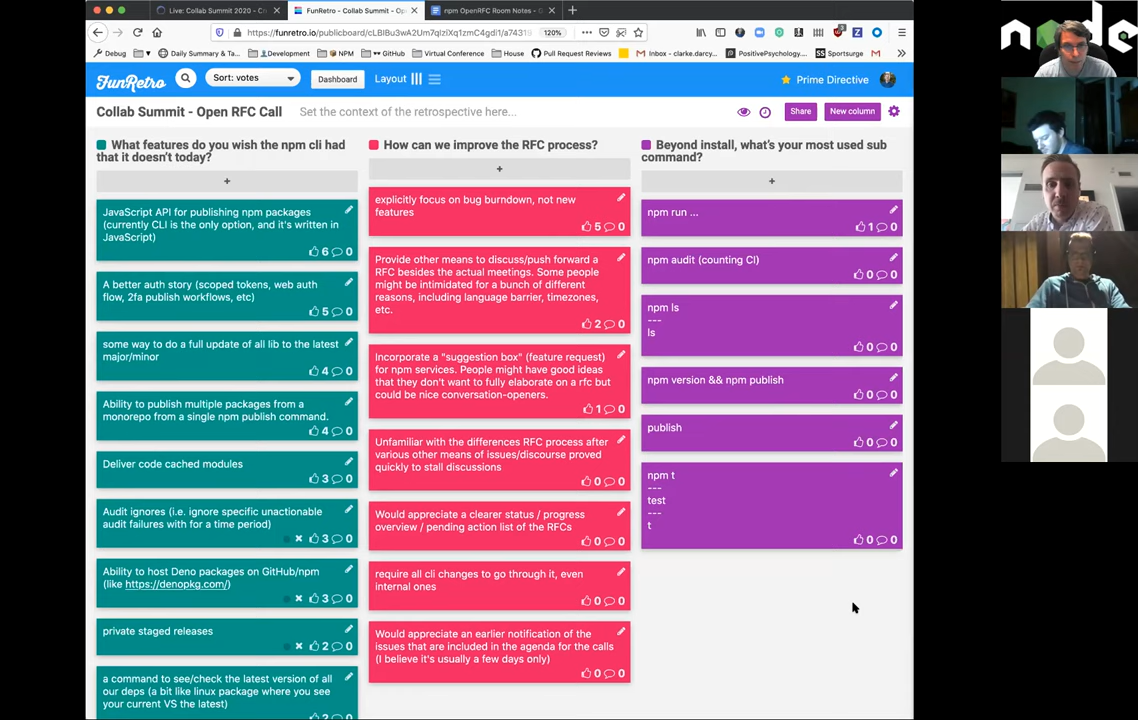 Live: Collab Summit 2020 - Cr
FunRetro - Collab Summit - Op
npm OpenRFC Room Notes - G
https://funretro.io/publicboard/
120%
Debug
Daily Summary & Ta
Development
NPM
GitHub
Virtual Conference
House
Pull Request Reviews
Inbox - clarke.darcy...
PositivePsychology.
Sportsurge
FunRetro
Sort: votes
Dashboard
Layout
Prime Directive
Collab Summit - Open RFC Call
Set the context of the retrospective here...
Share
New column
What features do you wish the npm cli had
that it doesn't today?
+
JavaScript API for publishing npm packages
(currently CLI is the only option, and it's written in
JavaScript)
6 0
A better auth story (scoped tokens, web auth
flow, 2fa publish workflows, etc)
5 0
some way to do a full update of all lib to the latest
major/minor
4 0
Ability to publish multiple packages from a
monorepo from a single npm publish command.
4 0
Deliver code cached modules
3 0
Audit ignores (i.e. ignore specific unactionable
audit failures with for a time period)
3 0
Ability to host Deno packages on GitHub/npm
(like https://denopkg.com/)
3 0
private staged releases
2 0
a command to see/check the latest version of all
our deps (a bit like linux package where you see
your current VS the latest)
2 0
How can we improve the RFC process?
+
explicitly focus on bug burndown, not new
features
5 0
Provide other means to discuss/push forward a
RFC besides the actual meetings. Some people
might be intimidated for a bunch of different
reasons, including language barrier, timezones,
etc.
2 0
Incorporate a "suggestion box" (feature request)
for npm services. People might have good ideas
that they don't want to fully elaborate on a rfc but
could be nice conversation-openers.
1 0
Unfamiliar with the differences RFC process after
various other means of issues/discourse proved
quickly to stall discussions
0 0
Would appreciate a clearer status / progress
overview / pending action list of the RFCs
0 0
require all cli changes to go through it, even
internal ones
0 0
Would appreciate an earlier notification of the
issues that are included in the agenda for the calls
(I believe it's usually a few days only)
0 0
Beyond install, what's your most used sub
command?
+
npm run ...
1 0
npm audit (counting CI)
0 0
npm ls
---
ls
0 0
npm version && npm publish
0 0
publish
0 0
npm t
---
test
---
t
0 0